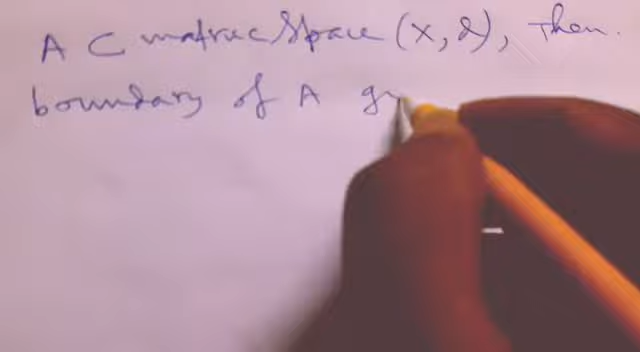 A ⊂ matric Space (X, d), Then.
boundary of A